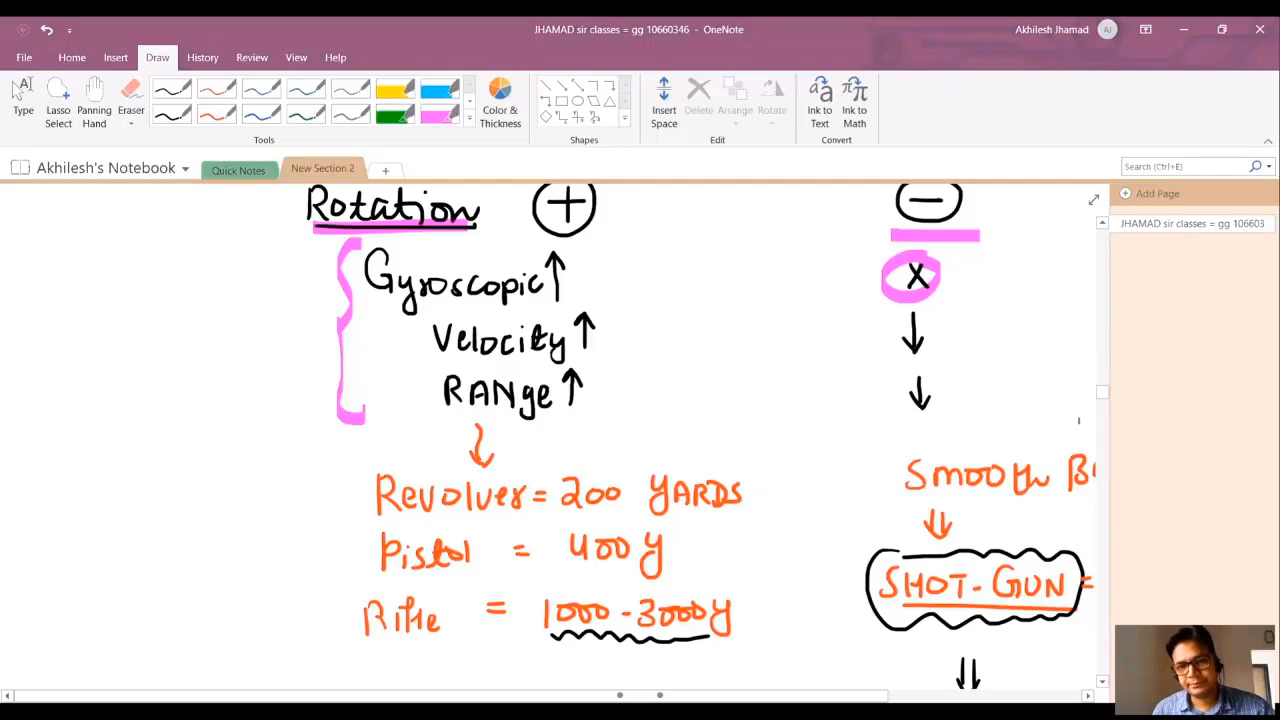 JHAMAD sir classes = gg 10660346 - OneNote
Akhilesh Jhamad AJ
File Home Insert Draw History Review View Help
Type
Lasso Select
Panning Hand
Eraser
Color & Thickness
Insert Space
Delete
Arrange
Rotate
Ink to Text
Ink to Math
Tools
Shapes
Edit
Convert
Akhilesh's Notebook
Quick Notes
New Section 2
+
Search (Ctrl+E)
Add Page
JHAMAD sir classes = gg 106603
Rotation + −
Gyroscopic ↑ X
Velocity ↑ ↓
RANge ↑ ↓
↓
Revolver = 200 YARDS
Pistol = 400 Y
Rifle = 1000 - 3000 Y
Smooth B
⇓
SHOT-GUN =
⇓